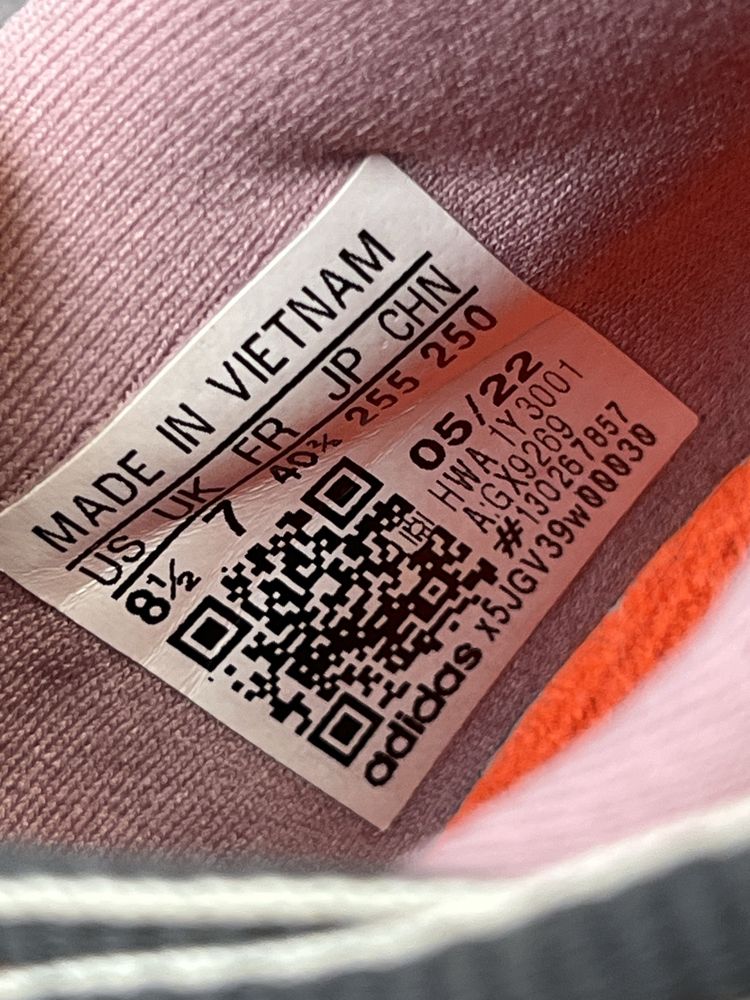 MADE IN VIETNAM
US UK FR JP CHN
8½ 7 40⅔ 255 250
05/22
HWA 1Y3001
A:GX9269
#130267857
x5JGV39w00030
adidas